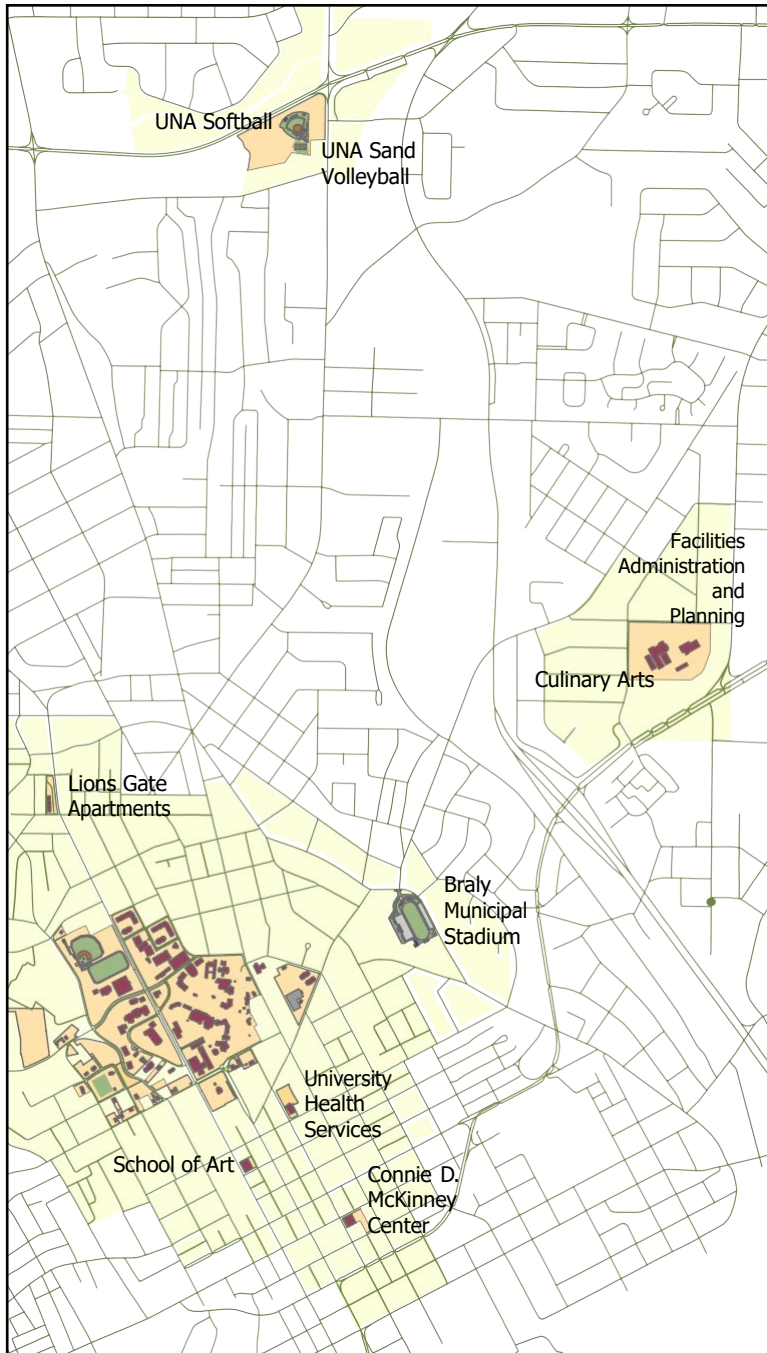 UNA Softball
UNA Sand
Volleyball
Facilities
Administration
and
Planning
Culinary Arts
Lions Gate
Apartments
Braly
Municipal
Stadium
University
Health
Services
School of Art
Connie D.
McKinney
Center